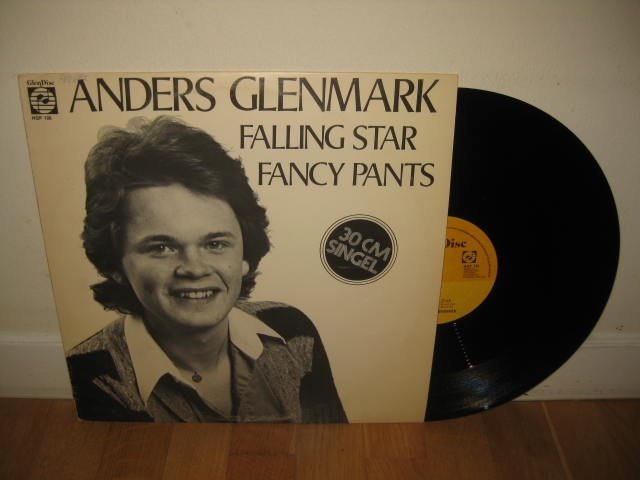 GlenDisc
ANDERS GLENMARK
FALLING STAR
FANCY PANTS
30 CM
SINGEL
Disc